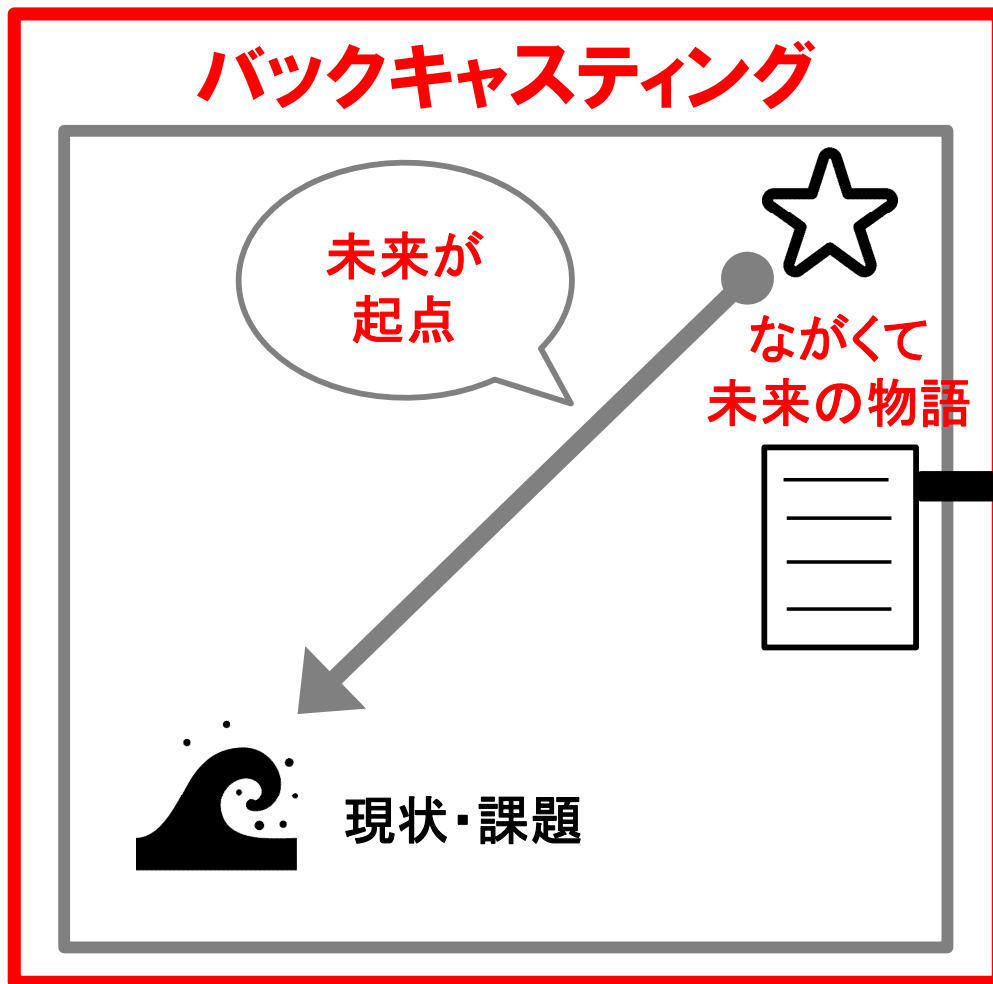 バックキャスティング
未来が
起点
ながくて
未来の物語
現状・課題